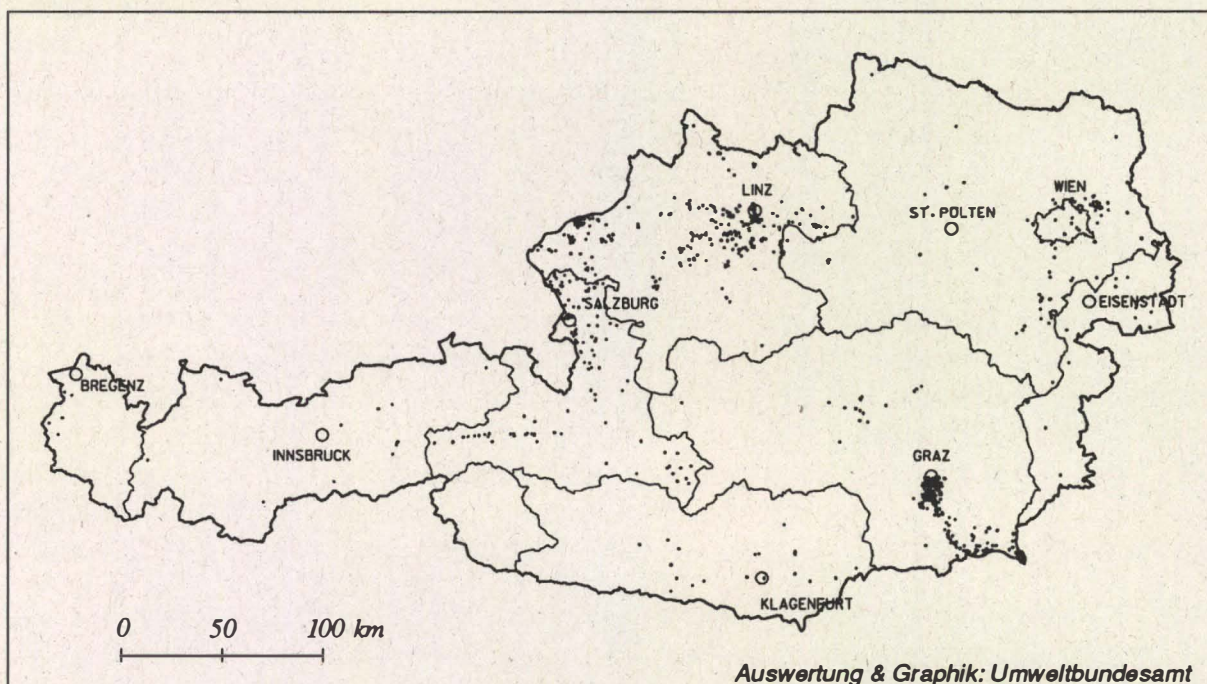 LINZ
WIEN
ST. PÖLTEN
SALZBURG
EISENSTADT
BREGENZ
INNSBRUCK
GRAZ
KLAGENFURT
0 50 100 km
Auswertung & Graphik: Umweltbundesamt